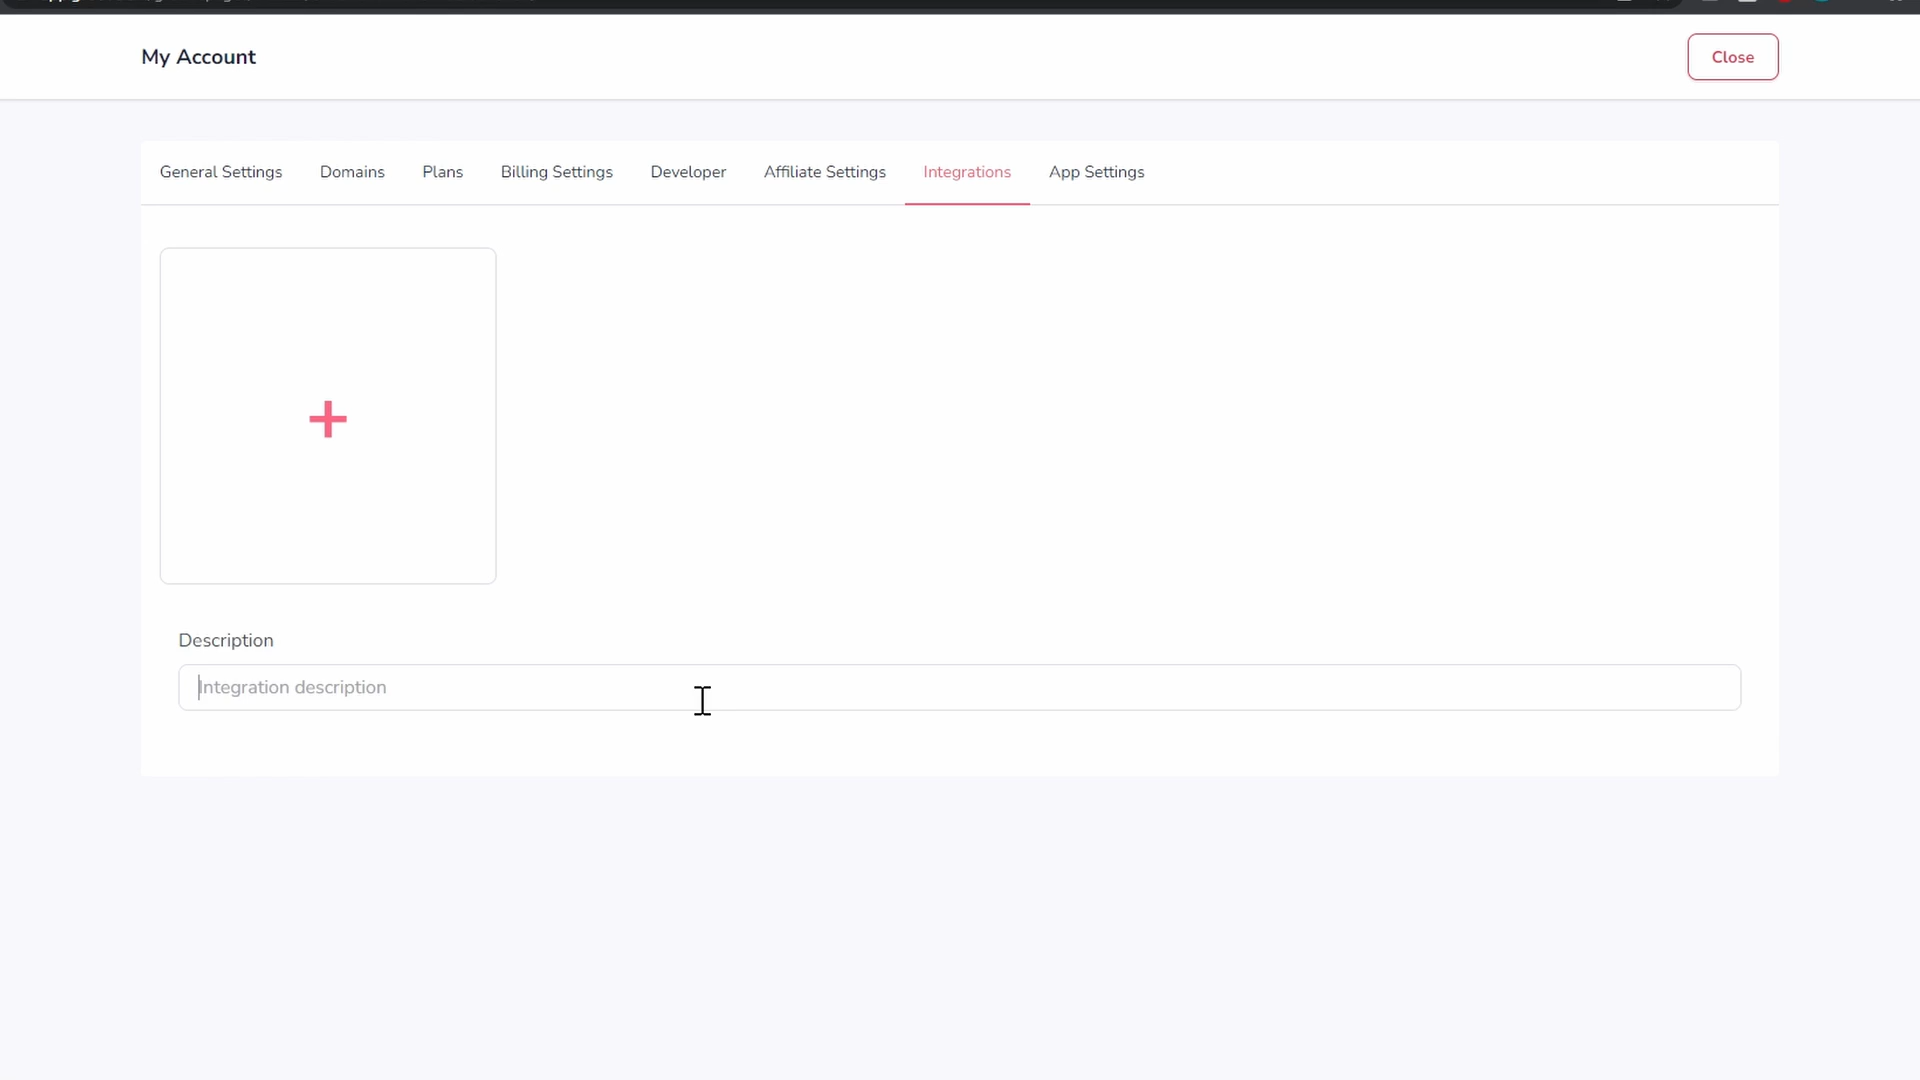 My Account
Close
General Settings Domains Plans Billing Settings Developer Affiliate Settings Integrations App Settings
Description
Integration description